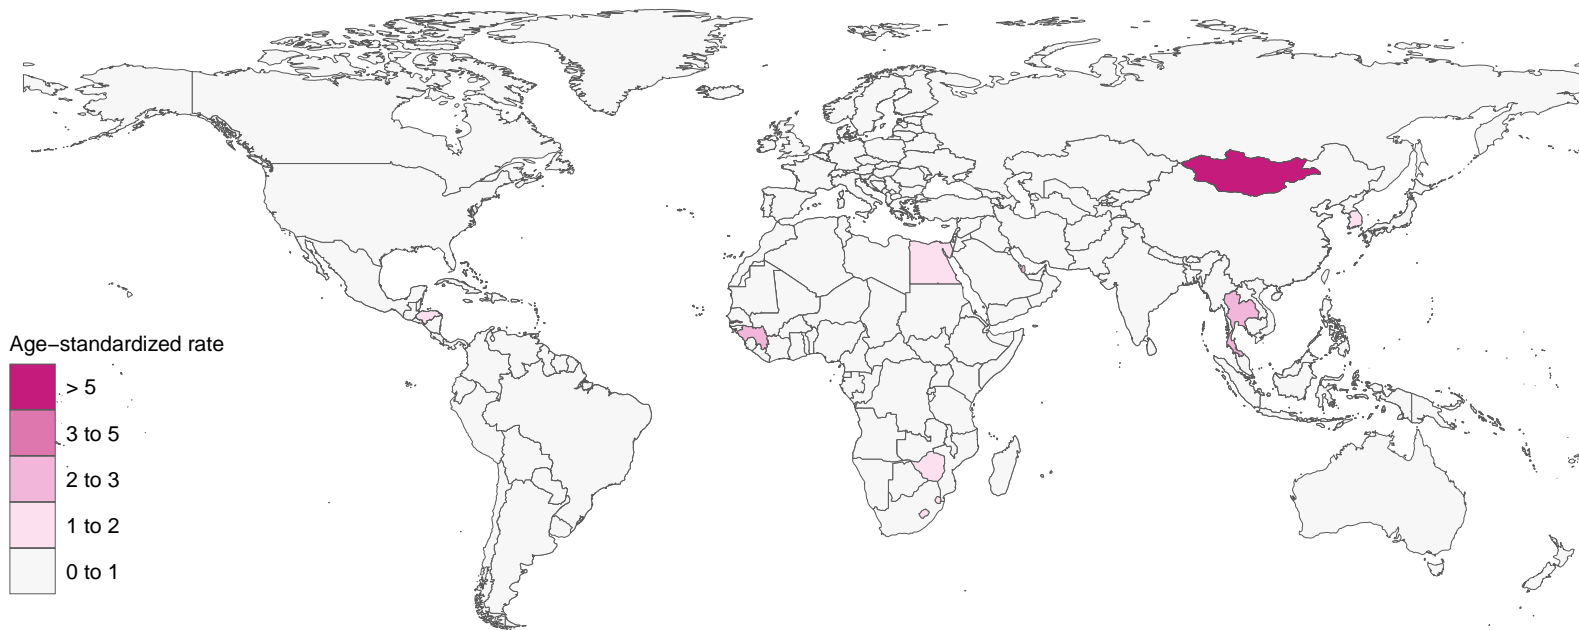 Age−standardized rate
> 5
3 to 5
2 to 3
1 to 2
0 to 1